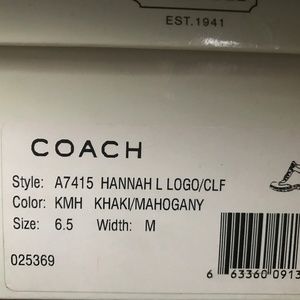 EST. 1941
COACH
Style: A7415 HANNAH L LOGO/CLF
Color: KMH KHAKI/MAHOGANY
Size: 6.5 Width: M
025369
6 63360 0913